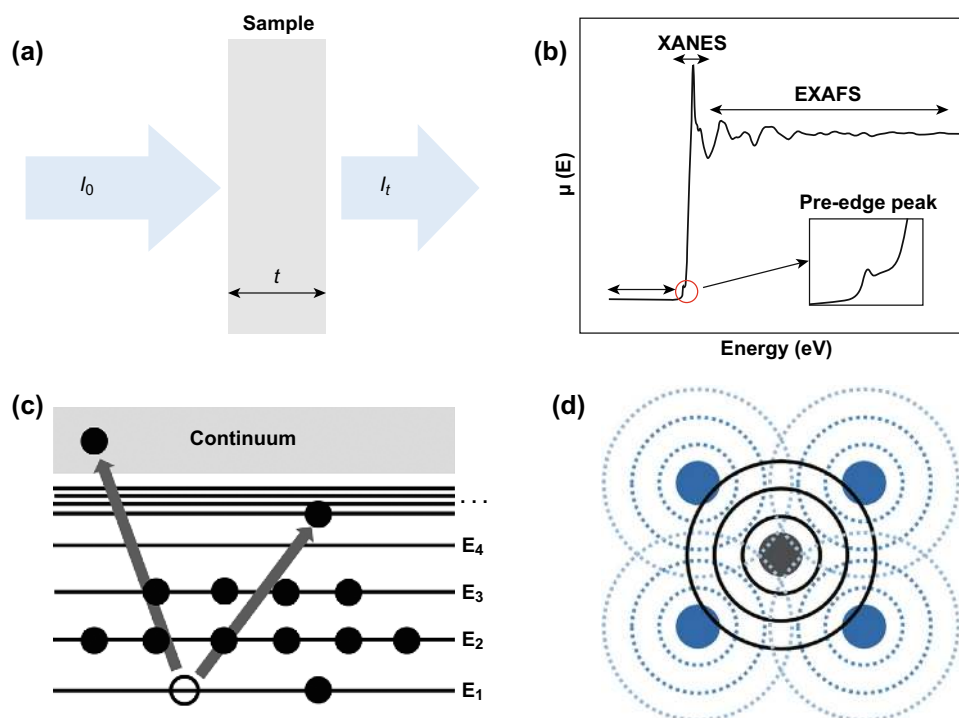 (a)
Sample
I0
It
t
(b)
XANES
EXAFS
μ (E)
Pre-edge peak
Energy (eV)
(c)
Continuum
. . .
E4
E3
E2
E1
(d)